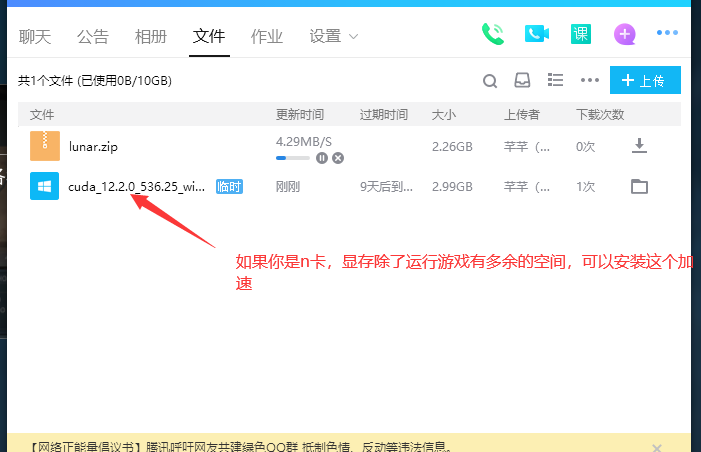 聊天 公告 相册 文件 作业 设置 课
共1个文件 (已使用0B/10GB) 上传
文件 更新时间 过期时间 大小 上传者 下载次数
lunar.zip 4.29MB/S 2.26GB 芊芊（... 0次
cuda_12.2.0_536.25_wi... 临时 刚刚 9天后到... 2.99GB 芊芊（... 1次
如果你是n卡，显存除了运行游戏有多余的空间，可以安装这个加
速
【网络正能量倡议书】腾讯呼吁网友共建绿色QQ群 抵制色情、反动等违法信息。